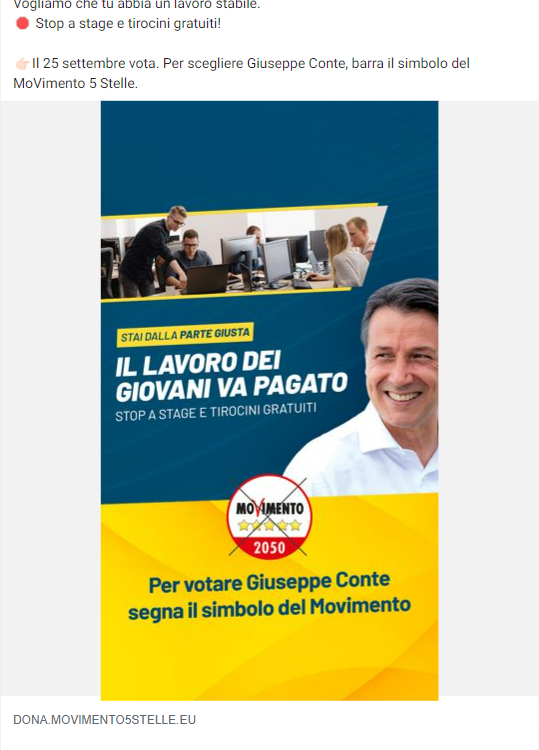 Vogliamo che tu abbia un lavoro stabile.
🛑 Stop a stage e tirocini gratuiti!
👉🏻Il 25 settembre vota. Per scegliere Giuseppe Conte, barra il simbolo del
MoVimento 5 Stelle.
STAI DALLA PARTE GIUSTA
IL LAVORO DEI
GIOVANI VA PAGATO
STOP A STAGE E TIROCINI GRATUITI
MOVIMENTO
2050
Per votare Giuseppe Conte
segna il simbolo del Movimento
DONA.MOVIMENTO5STELLE.EU